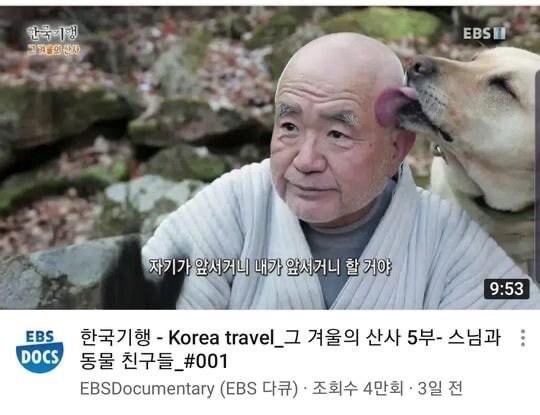 한국기행
그 겨울의 산사
EBS
자기가 앞서거니 내가 앞서거니 할 거야
9:53
EBS
DOCS
한국기행 - Korea travel_그 겨울의 산사 5부- 스님과
동물 친구들_#001
EBSDocumentary (EBS 다큐) · 조회수 4만회 · 3일 전